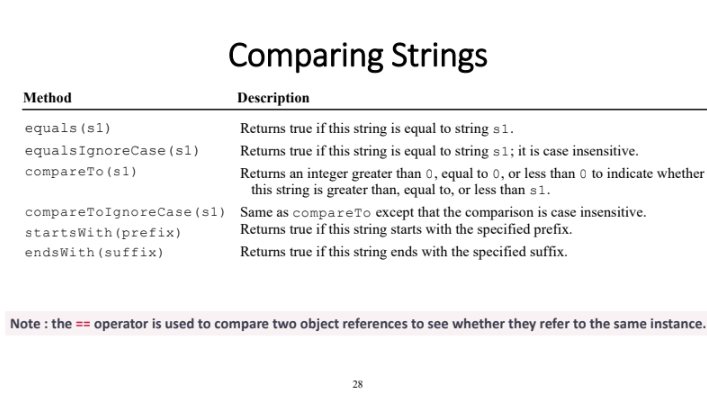 Comparing Strings
Method Description
equals(s1) Returns true if this string is equal to string s1.
equalsIgnoreCase(s1) Returns true if this string is equal to string s1; it is case insensitive.
compareTo(s1) Returns an integer greater than 0, equal to 0, or less than 0 to indicate whether
this string is greater than, equal to, or less than s1.
compareToIgnoreCase(s1) Same as compareTo except that the comparison is case insensitive.
startsWith(prefix) Returns true if this string starts with the specified prefix.
endsWith(suffix) Returns true if this string ends with the specified suffix.
Note : the == operator is used to compare two object references to see whether they refer to the same instance.
28